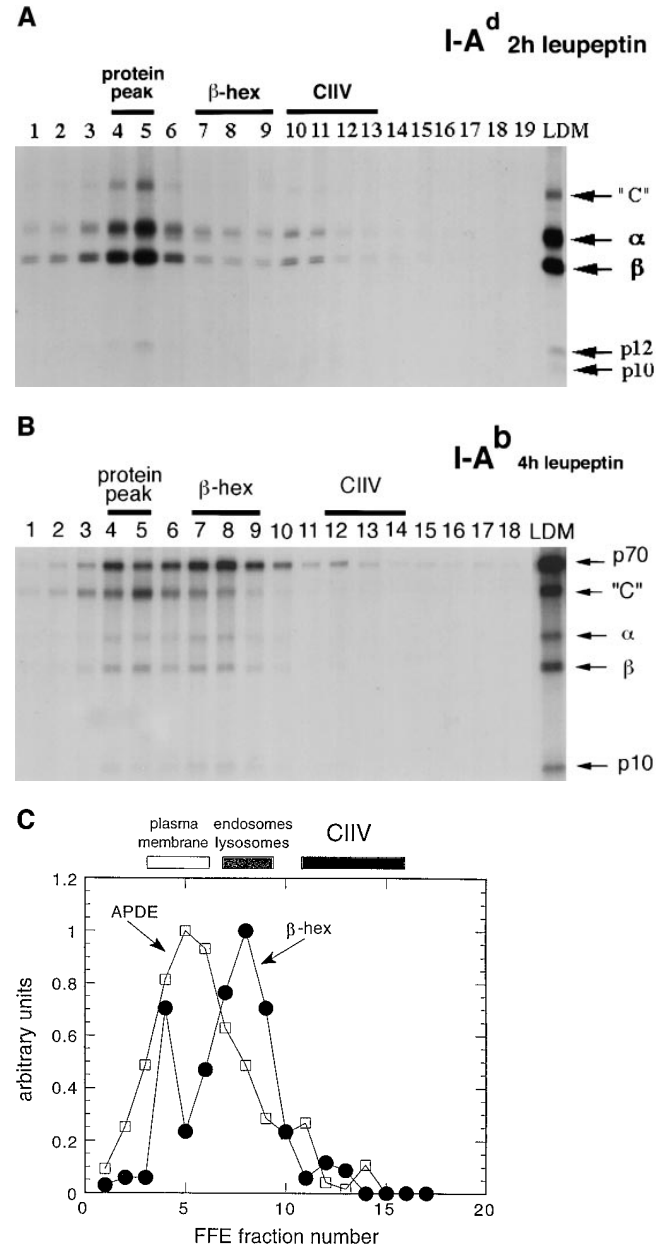 A
I-A d 2h leupeptin
protein
peak
β-hex
CIIV
1 2 3 4 5 6 7 8 9 10 11 12 13 14 15 16 17 18 19 LDM
"C"
α
β
p12
p10
B
I-A b 4h leupeptin
protein
peak
β-hex
CIIV
1 2 3 4 5 6 7 8 9 10 11 12 13 14 15 16 17 18 LDM
p70
"C"
α
β
p10
C
plasma
membrane
endosomes
lysosomes
CIIV
1.2
1
0.8
0.6
0.4
0.2
0
APDE
β-hex
arbitrary units
0 5 10 15 20
FFE fraction number